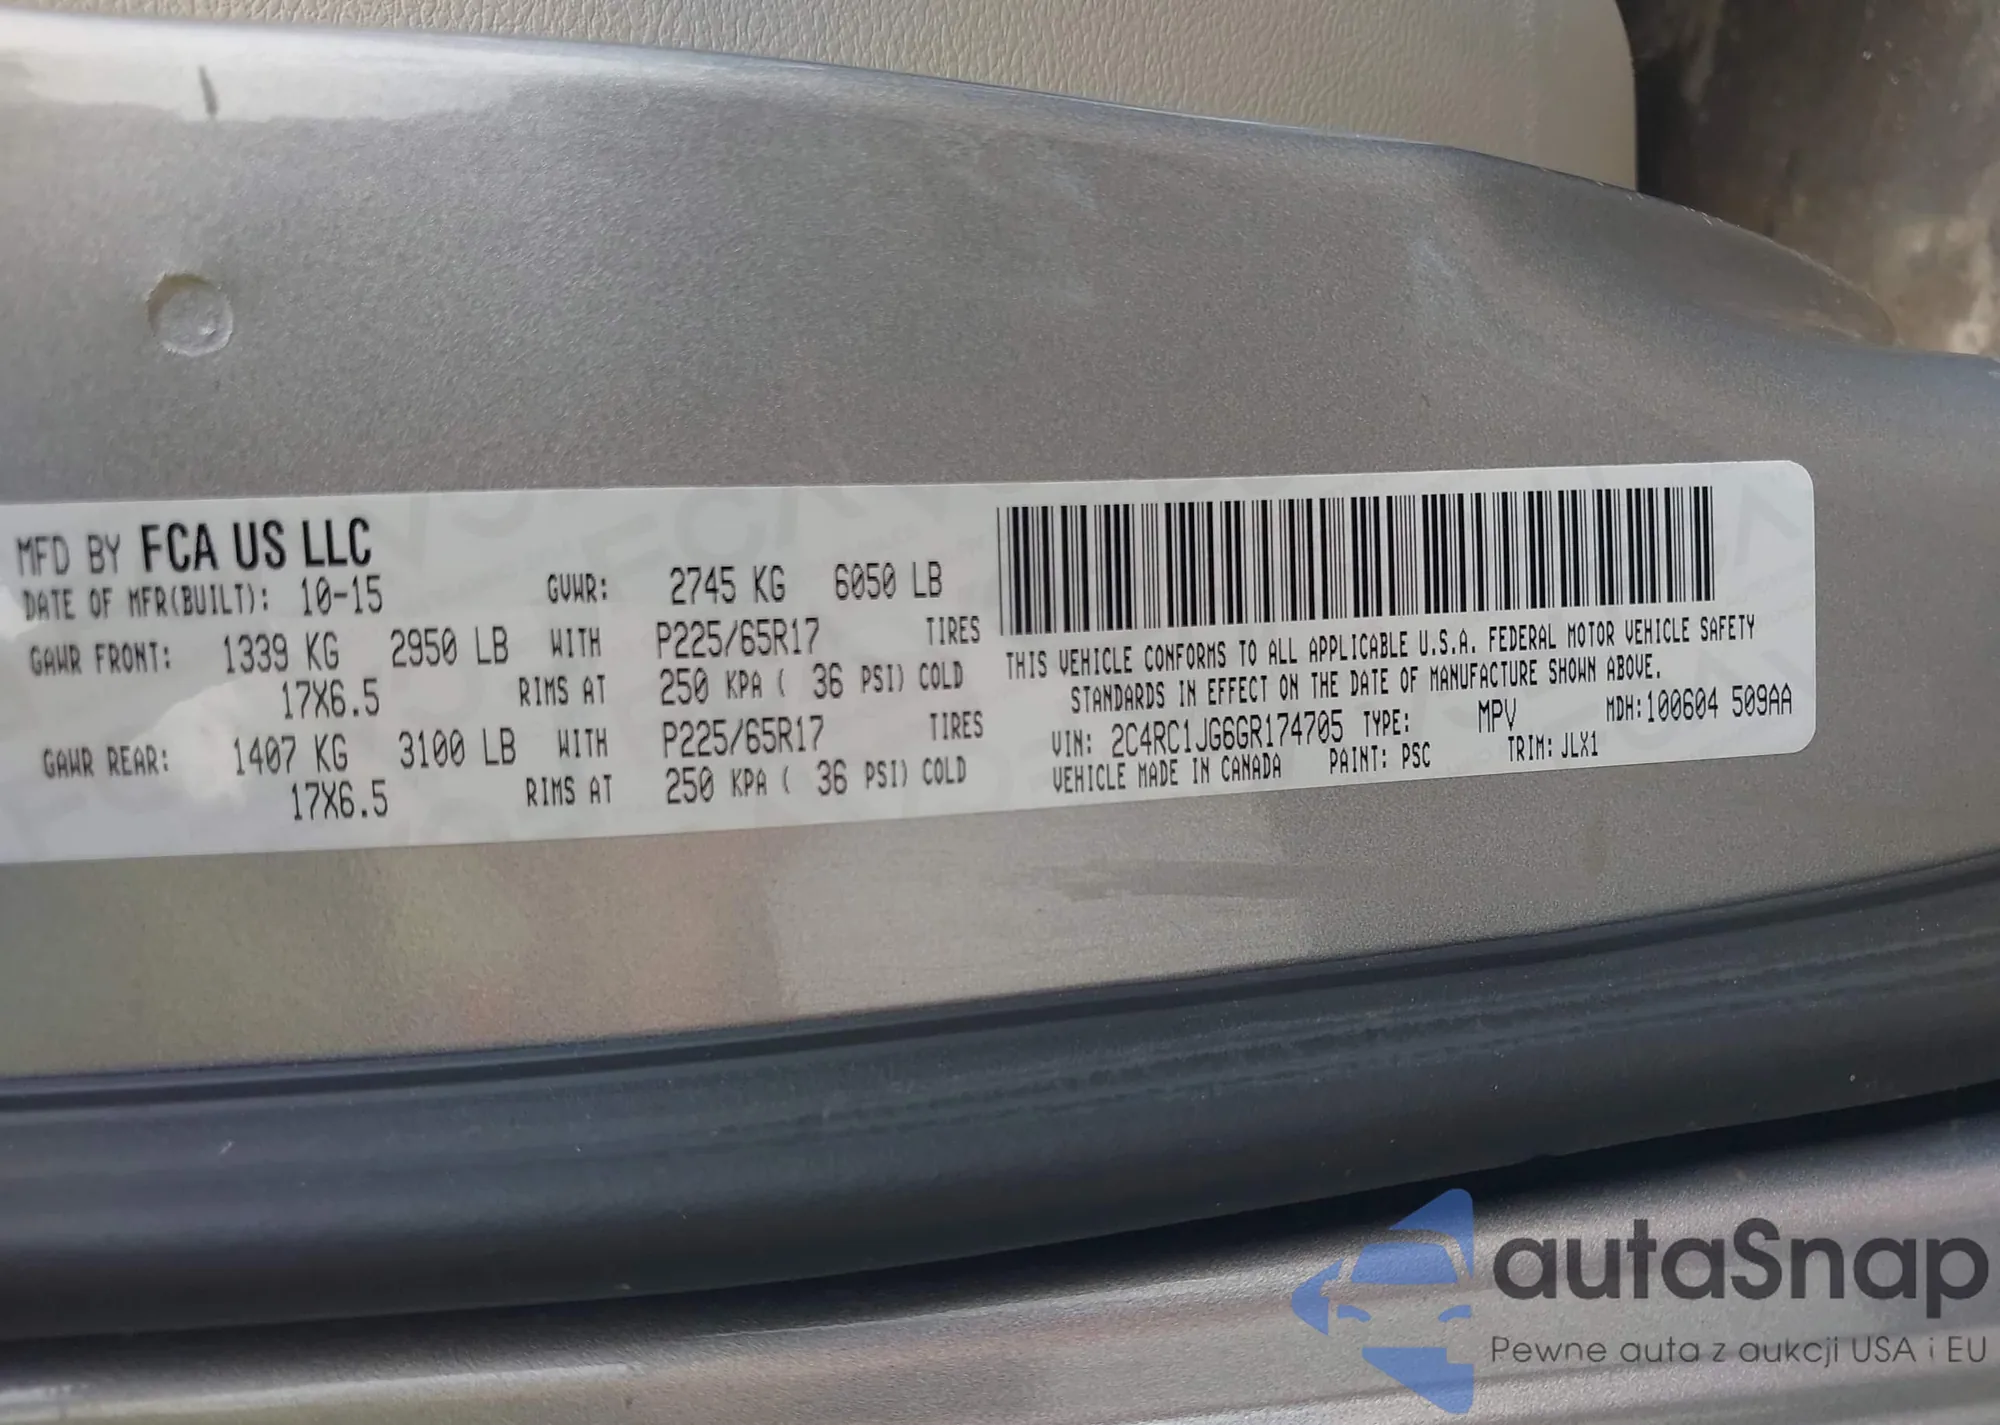 MFD BY FCA US LLC
DATE OF MFR(BUILT): 10-15 GVWR: 2745 KG 6050 LB
GAWR FRONT: 1339 KG 2950 LB WITH P225/65R17 TIRES
17X6.5 RIMS AT 250 KPA ( 36 PSI) COLD
GAWR REAR: 1407 KG 3100 LB WITH P225/65R17 TIRES
17X6.5 RIMS AT 250 KPA ( 36 PSI) COLD
THIS VEHICLE CONFORMS TO ALL APPLICABLE U.S.A. FEDERAL MOTOR VEHICLE SAFETY
STANDARDS IN EFFECT ON THE DATE OF MANUFACTURE SHOWN ABOVE.
VIN: 2C4RC1JG6GR174705 TYPE: MPV MDH:100604 509AA
VEHICLE MADE IN CANADA PAINT: PSC TRIM: JLX1
autaSnap
Pewne auta z aukcji USA i EU